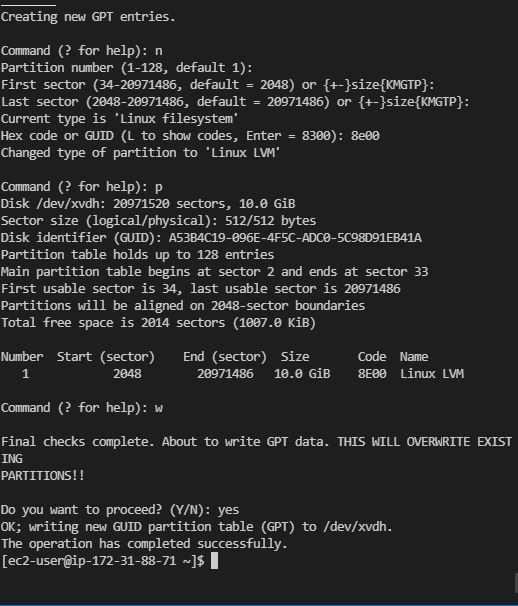 Creating new GPT entries.
Command (? for help): n
Partition number (1-128, default 1):
First sector (34-20971486, default = 2048) or {+-}size{KMGTP}:
Last sector (2048-20971486, default = 20971486) or {+-}size{KMGTP}:
Current type is 'Linux filesystem'
Hex code or GUID (L to show codes, Enter = 8300): 8e00
Changed type of partition to 'Linux LVM'
Command (? for help): p
Disk /dev/xvdh: 20971520 sectors, 10.0 GiB
Sector size (logical/physical): 512/512 bytes
Disk identifier (GUID): A53B4C19-096E-4F5C-ADC0-5C98D91EB41A
Partition table holds up to 128 entries
Main partition table begins at sector 2 and ends at sector 33
First usable sector is 34, last usable sector is 20971486
Partitions will be aligned on 2048-sector boundaries
Total free space is 2014 sectors (1007.0 KiB)
Number  Start (sector)    End (sector)  Size       Code  Name
1            2048        20971486   10.0 GiB    8E00  Linux LVM
Command (? for help): w
Final checks complete. About to write GPT data. THIS WILL OVERWRITE EXIST
ING
PARTITIONS!!
Do you want to proceed? (Y/N): yes
OK; writing new GUID partition table (GPT) to /dev/xvdh.
The operation has completed successfully.
[ec2-user@ip-172-31-88-71 ~]$